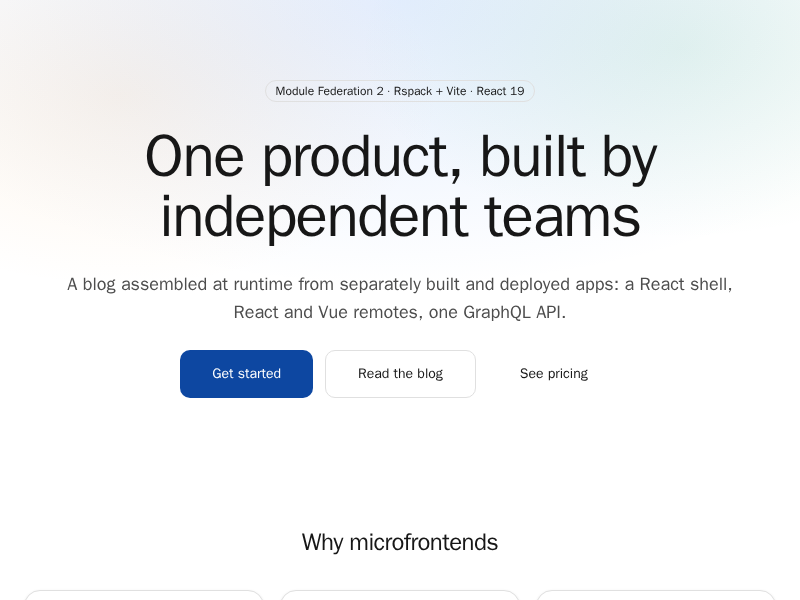 Module Federation 2 · Rspack + Vite · React 19
One product, built by
independent teams
A blog assembled at runtime from separately built and deployed apps: a React shell,
React and Vue remotes, one GraphQL API.
Get started
Read the blog
See pricing
Why microfrontends